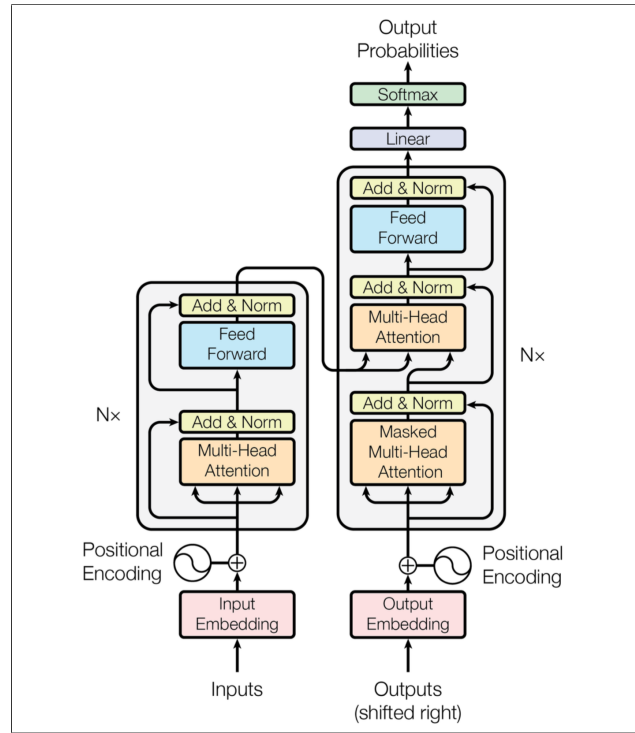 Output
Probabilities
Softmax
Linear
Add & Norm
Feed
Forward
Add & Norm
Multi-Head
Attention
Add & Norm
Masked
Multi-Head
Attention
N×
Add & Norm
Feed
Forward
Add & Norm
Multi-Head
Attention
N×
Positional
Encoding
Positional
Encoding
Input
Embedding
Output
Embedding
Inputs
Outputs
(shifted right)